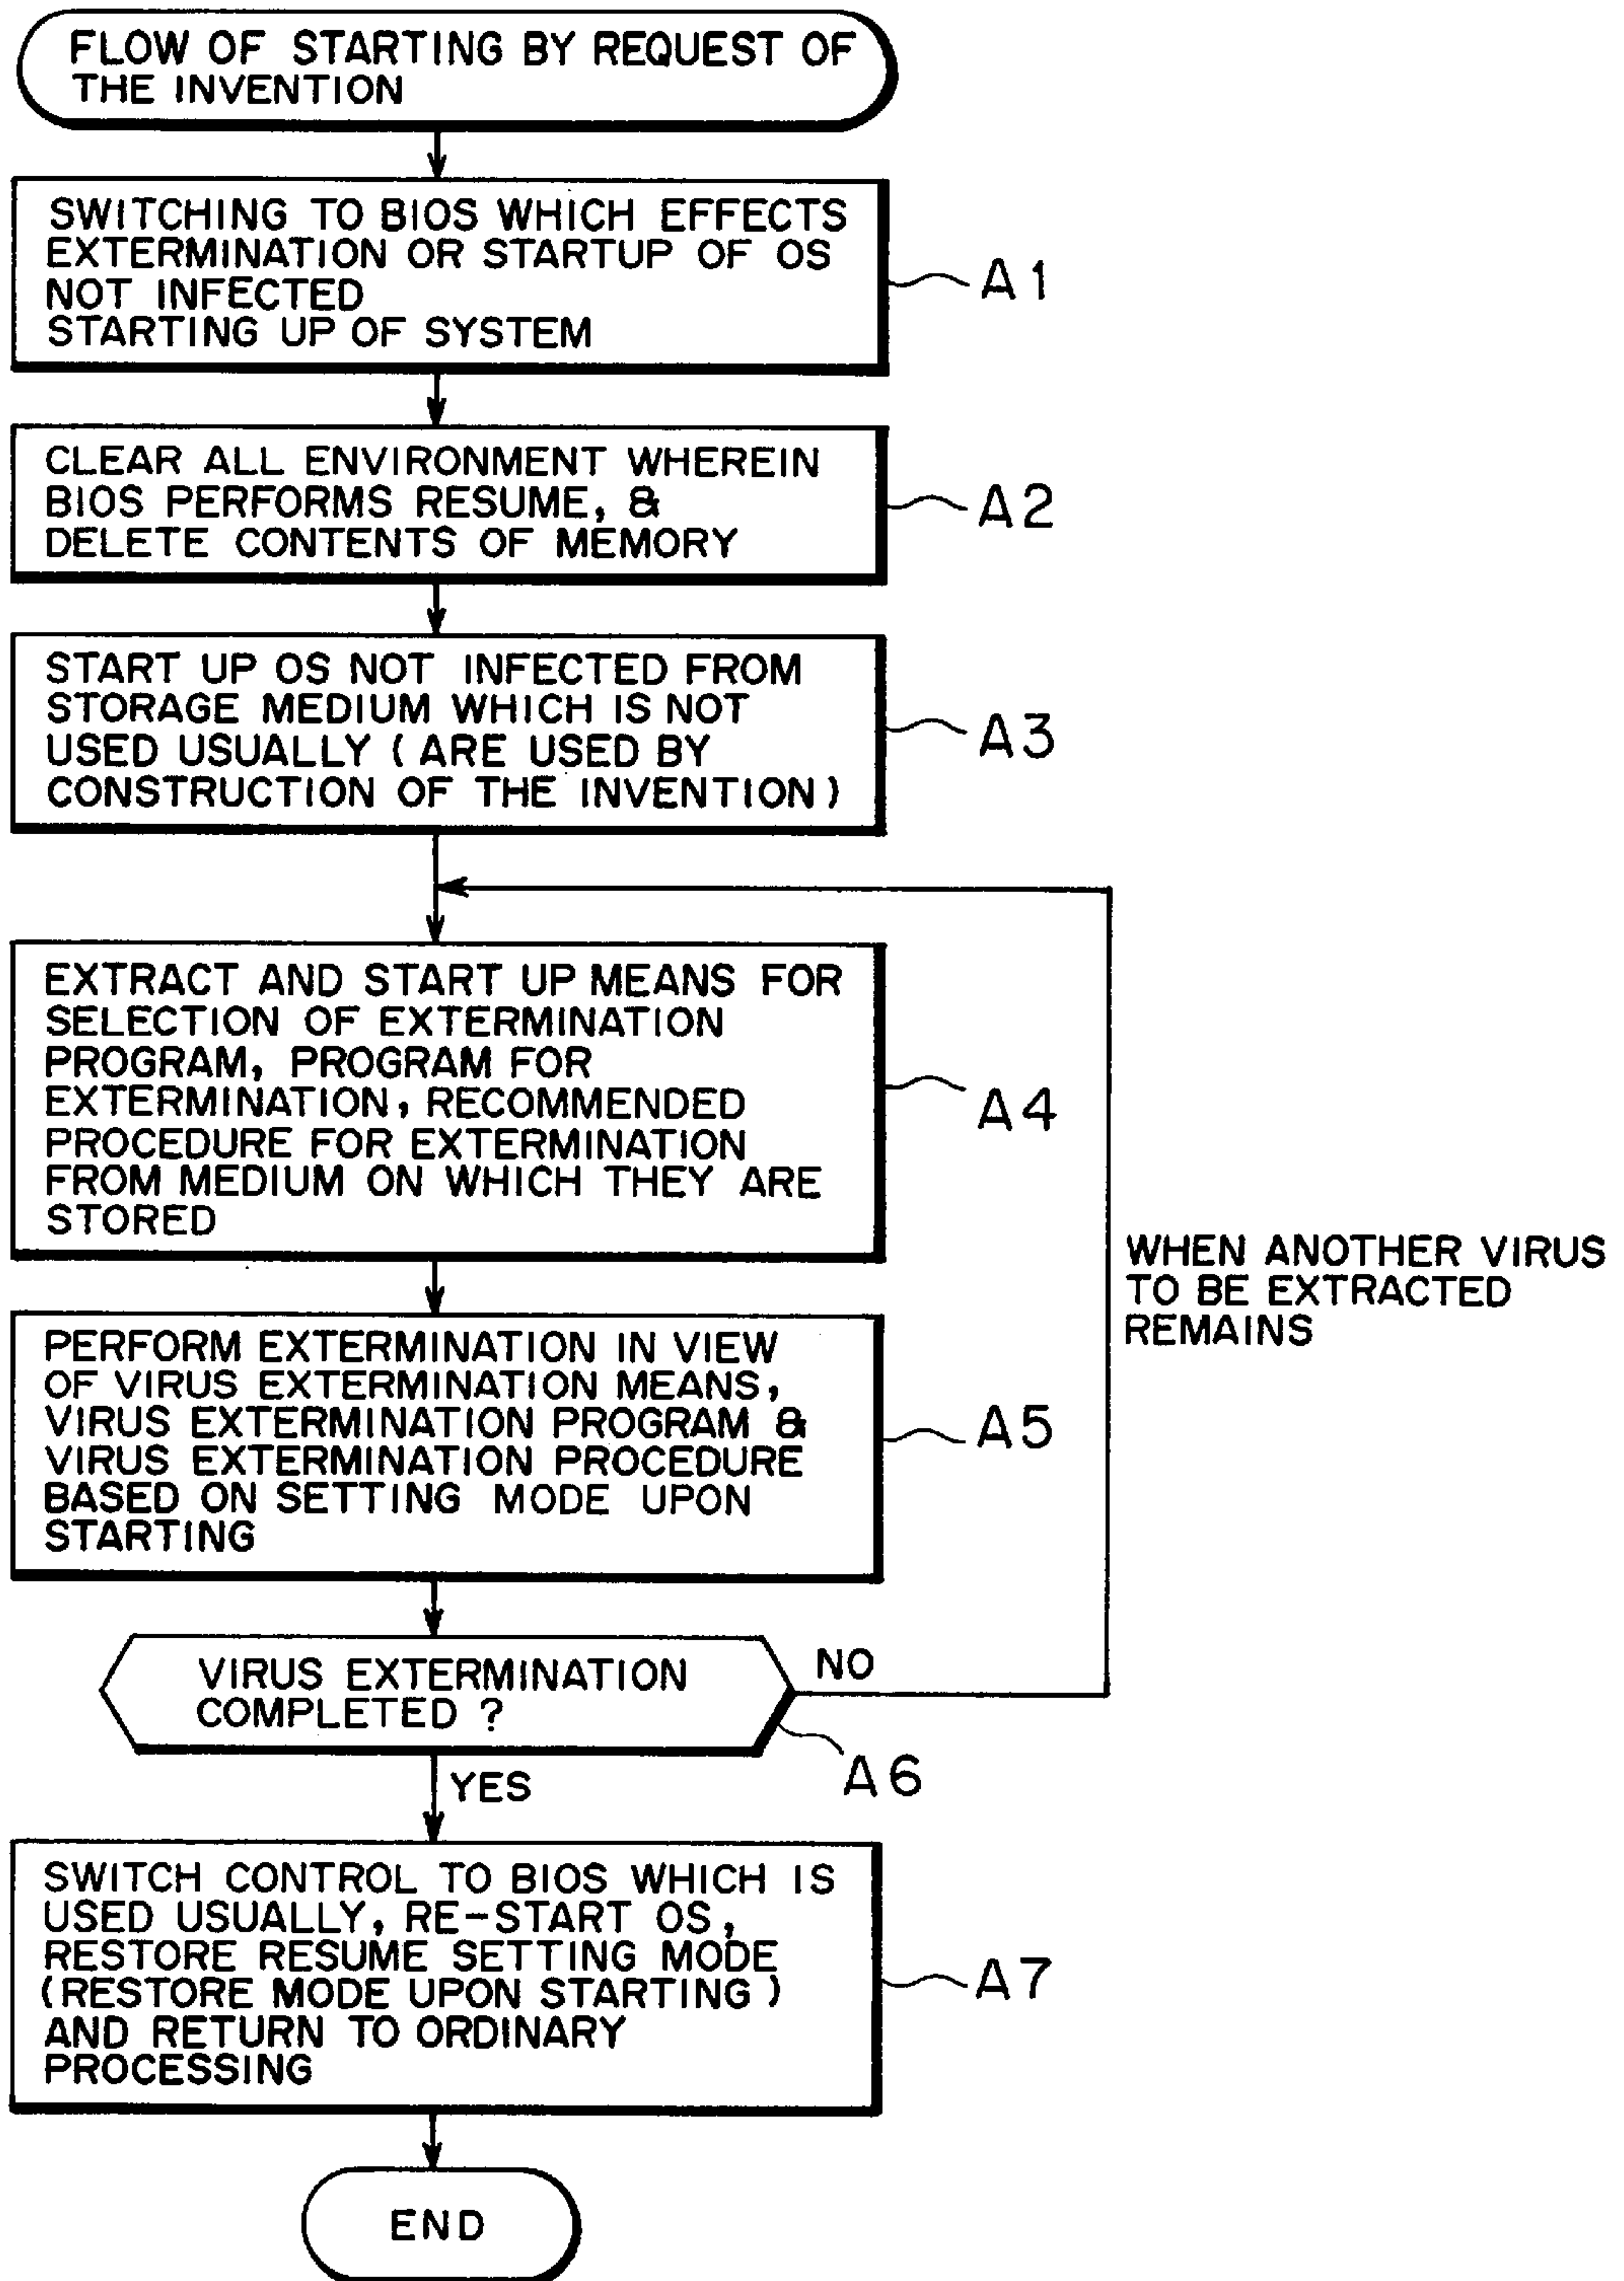 FLOW OF STARTING BY REQUEST OF
THE INVENTION
SWITCHING TO BIOS WHICH EFFECTS
EXTERMINATION OR STARTUP OF OS
NOT INFECTED
STARTING UP OF SYSTEM
A1
CLEAR ALL ENVIRONMENT WHEREIN
BIOS PERFORMS RESUME, &
DELETE CONTENTS OF MEMORY
A2
START UP OS NOT INFECTED FROM
STORAGE MEDIUM WHICH IS NOT
USED USUALLY (ARE USED BY
CONSTRUCTION OF THE INVENTION)
A3
EXTRACT AND START UP MEANS FOR
SELECTION OF EXTERMINATION
PROGRAM, PROGRAM FOR
EXTERMINATION, RECOMMENDED
PROCEDURE FOR EXTERMINATION
FROM MEDIUM ON WHICH THEY ARE
STORED
A4
WHEN ANOTHER VIRUS
TO BE EXTRACTED
REMAINS
PERFORM EXTERMINATION IN VIEW
OF VIRUS EXTERMINATION MEANS,
VIRUS EXTERMINATION PROGRAM &
VIRUS EXTERMINATION PROCEDURE
BASED ON SETTING MODE UPON
STARTING
A5
VIRUS EXTERMINATION
COMPLETED ?
NO
A6
YES
SWITCH CONTROL TO BIOS WHICH IS
USED USUALLY, RE-START OS,
RESTORE RESUME SETTING MODE
(RESTORE MODE UPON STARTING)
AND RETURN TO ORDINARY
PROCESSING
A7
END